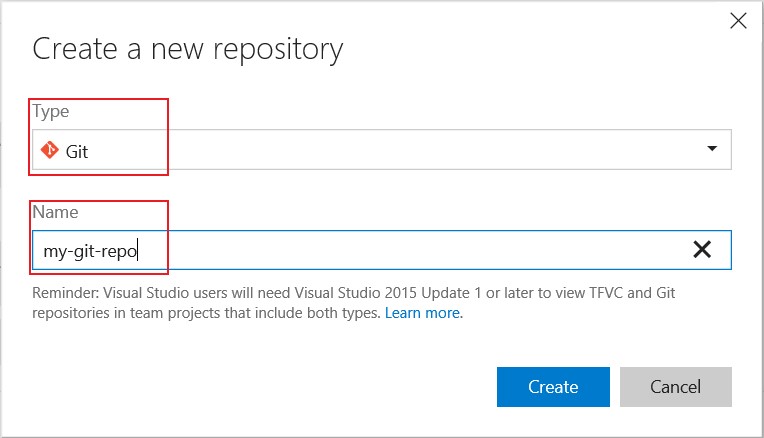 Create a new repository
Type
Git
Name
my-git-repo
Reminder: Visual Studio users will need Visual Studio 2015 Update 1 or later to view TFVC and Git
repositories in team projects that include both types. Learn more.
Create Cancel